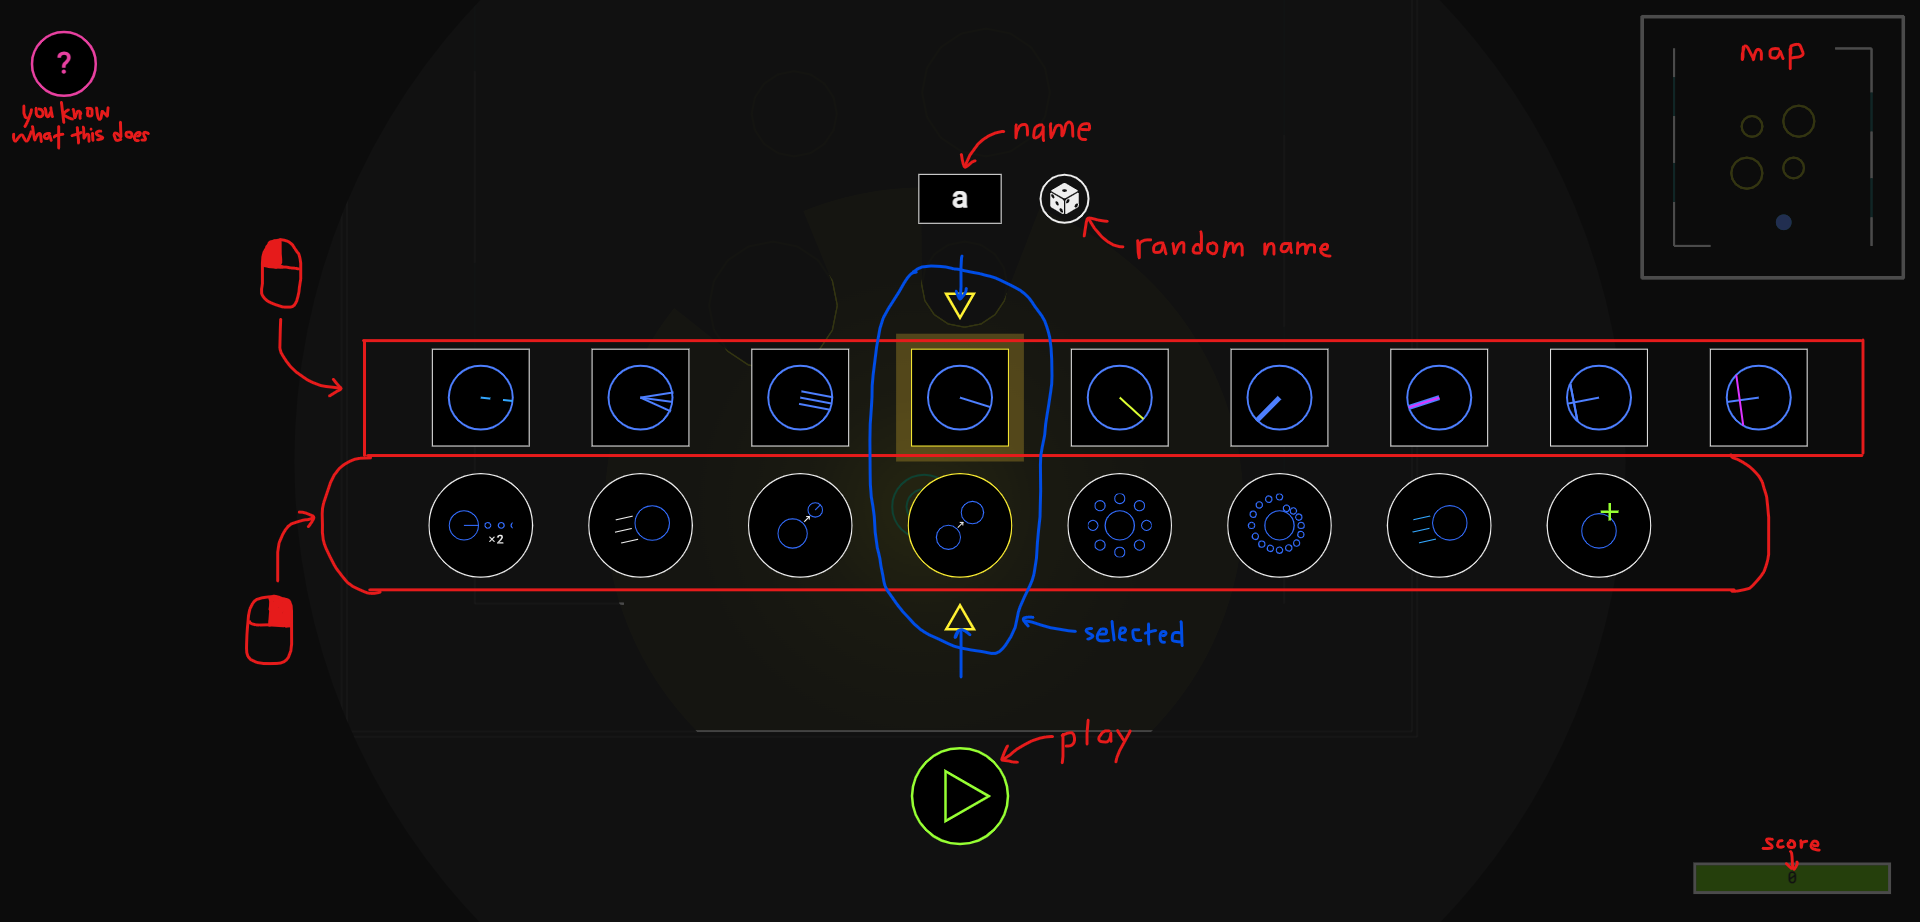 ?
you know
what this does
map
name
a
random name
×2
selected
play
score
0